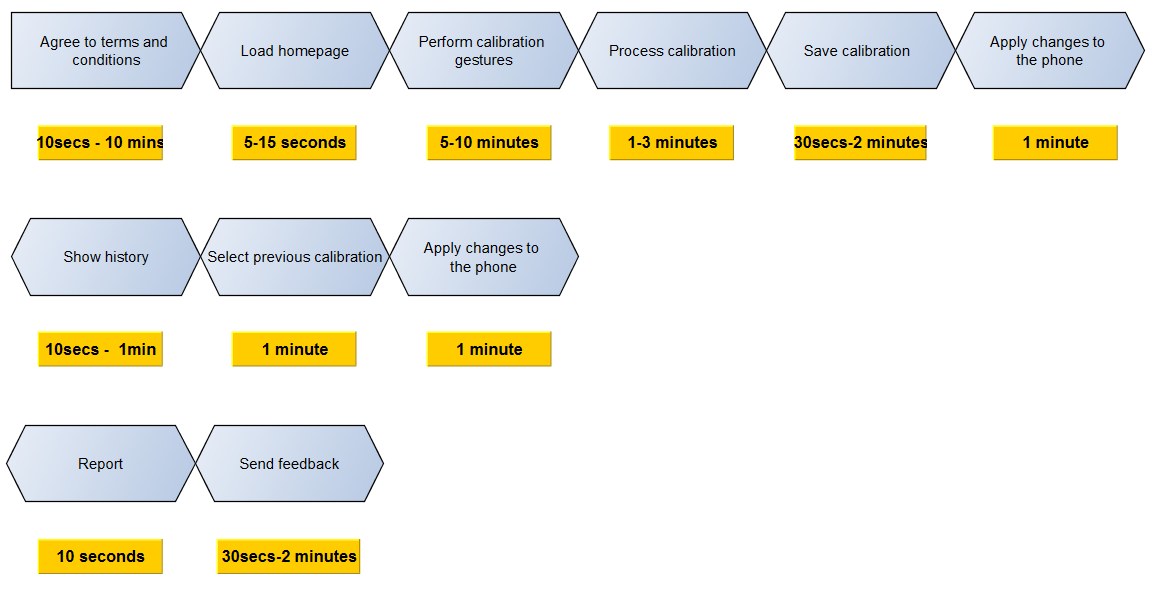 Agree to terms and
conditions
Load homepage
Perform calibration
gestures
Process calibration
Save calibration
Apply changes to
the phone
10secs - 10 mins
5-15 seconds
5-10 minutes
1-3 minutes
30secs-2 minutes
1 minute
Show history
Select previous calibration
Apply changes to
the phone
10secs -  1min
1 minute
1 minute
Report
Send feedback
10 seconds
30secs-2 minutes